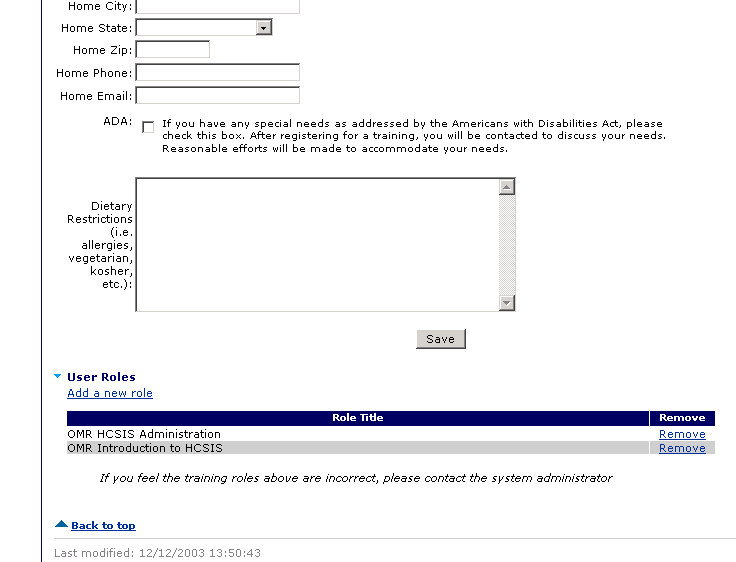 Home City:
Home State:
Home Zip:
Home Phone:
Home Email:
ADA:
If you have any special needs as addressed by the Americans with Disabilities Act, please
check this box. After registering for a training, you will be contacted to discuss your needs.
Reasonable efforts will be made to accommodate your needs.
Dietary
Restrictions
(i.e.
allergies,
vegetarian,
kosher,
etc.):
Save
User Roles
Add a new role
Role Title Remove
OMR HCSIS Administration Remove
OMR Introduction to HCSIS Remove
If you feel the training roles above are incorrect, please contact the system administrator
Back to top
Last modified: 12/12/2003 13:50:43